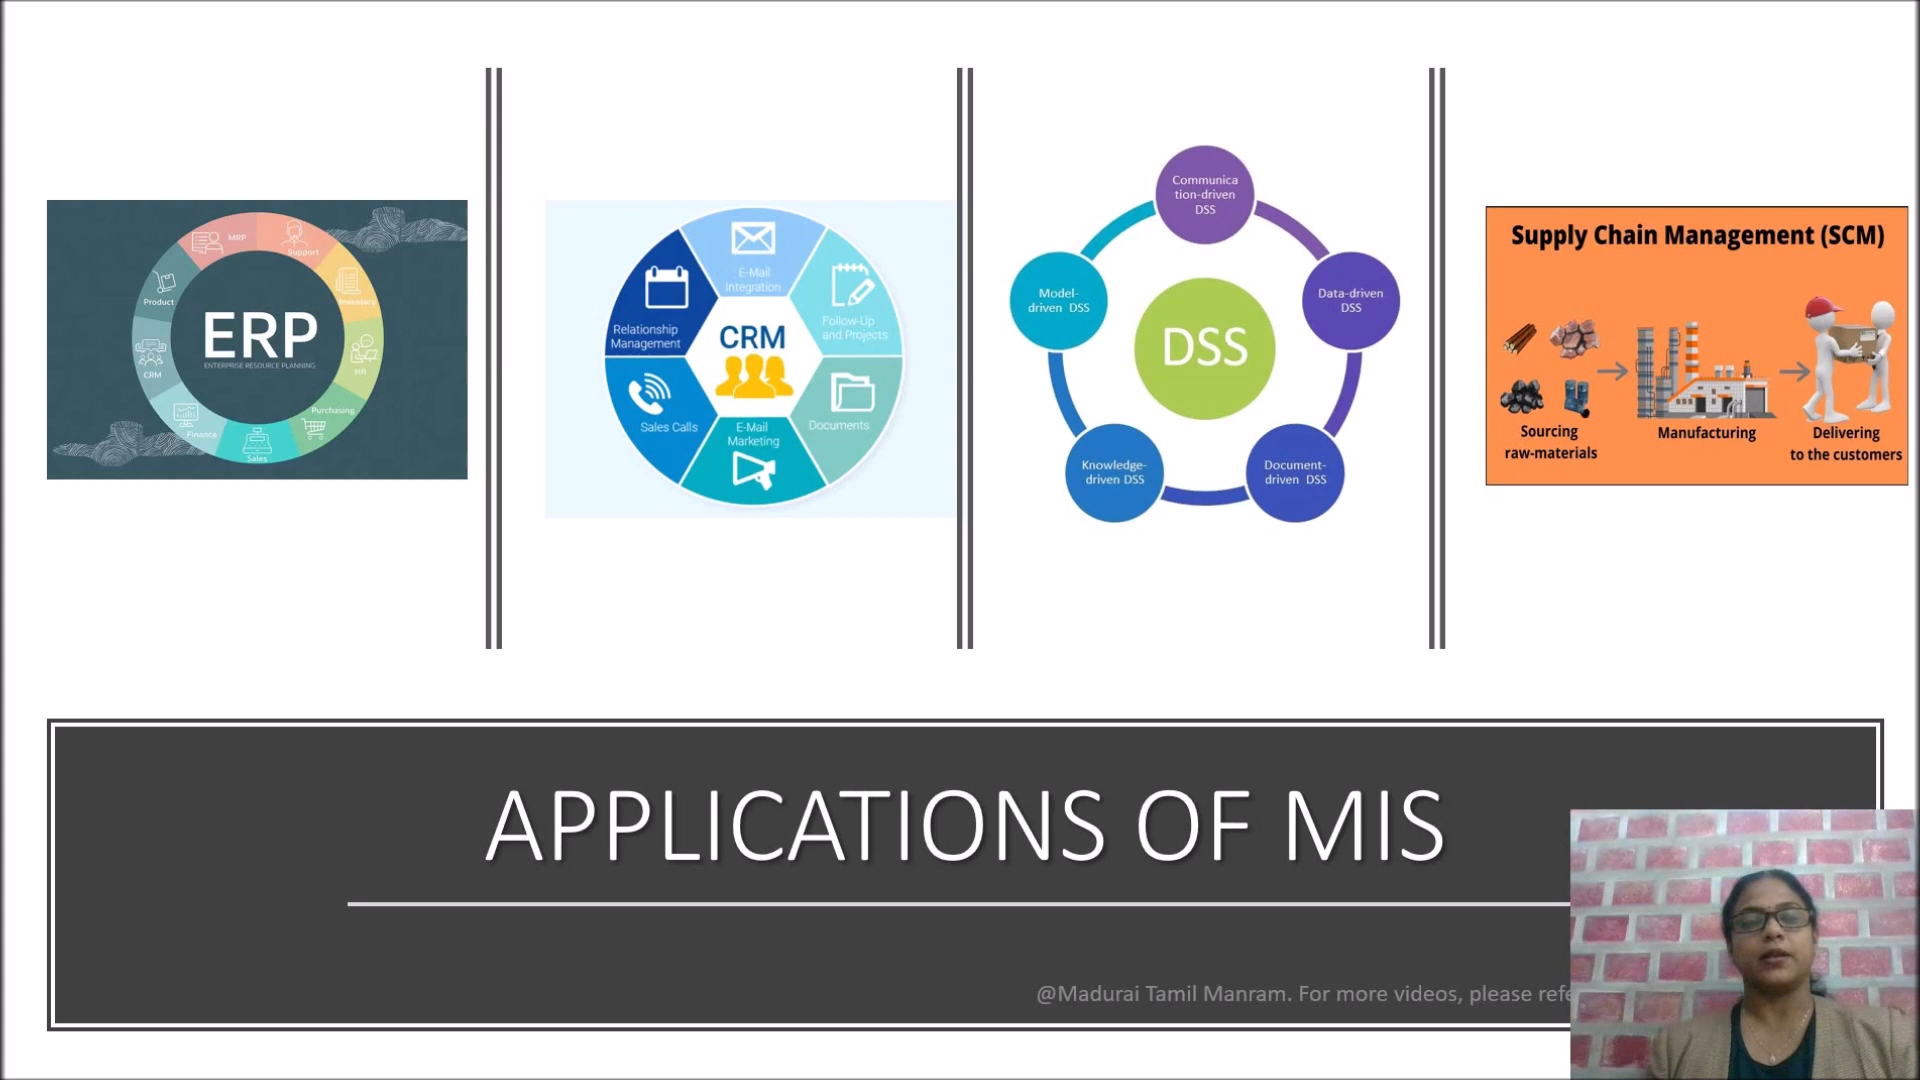 MRP
Support
Product
Inventory
ERP
ENTERPRISE RESOURCE PLANNING
CRM
HR
Purchasing
Finance
Sales
E-Mail
Integration
Relationship
Management
Follow-Up
and Projects
CRM
Sales Calls
E-Mail
Marketing
Documents
Communica
tion-driven
DSS
Model-
driven DSS
Data-driven
DSS
DSS
Knowledge-
driven DSS
Document-
driven DSS
Supply Chain Management (SCM)
Sourcing
raw-materials
Manufacturing
Delivering
to the customers
APPLICATIONS OF MIS
@Madurai Tamil Manram. For more videos, please refe